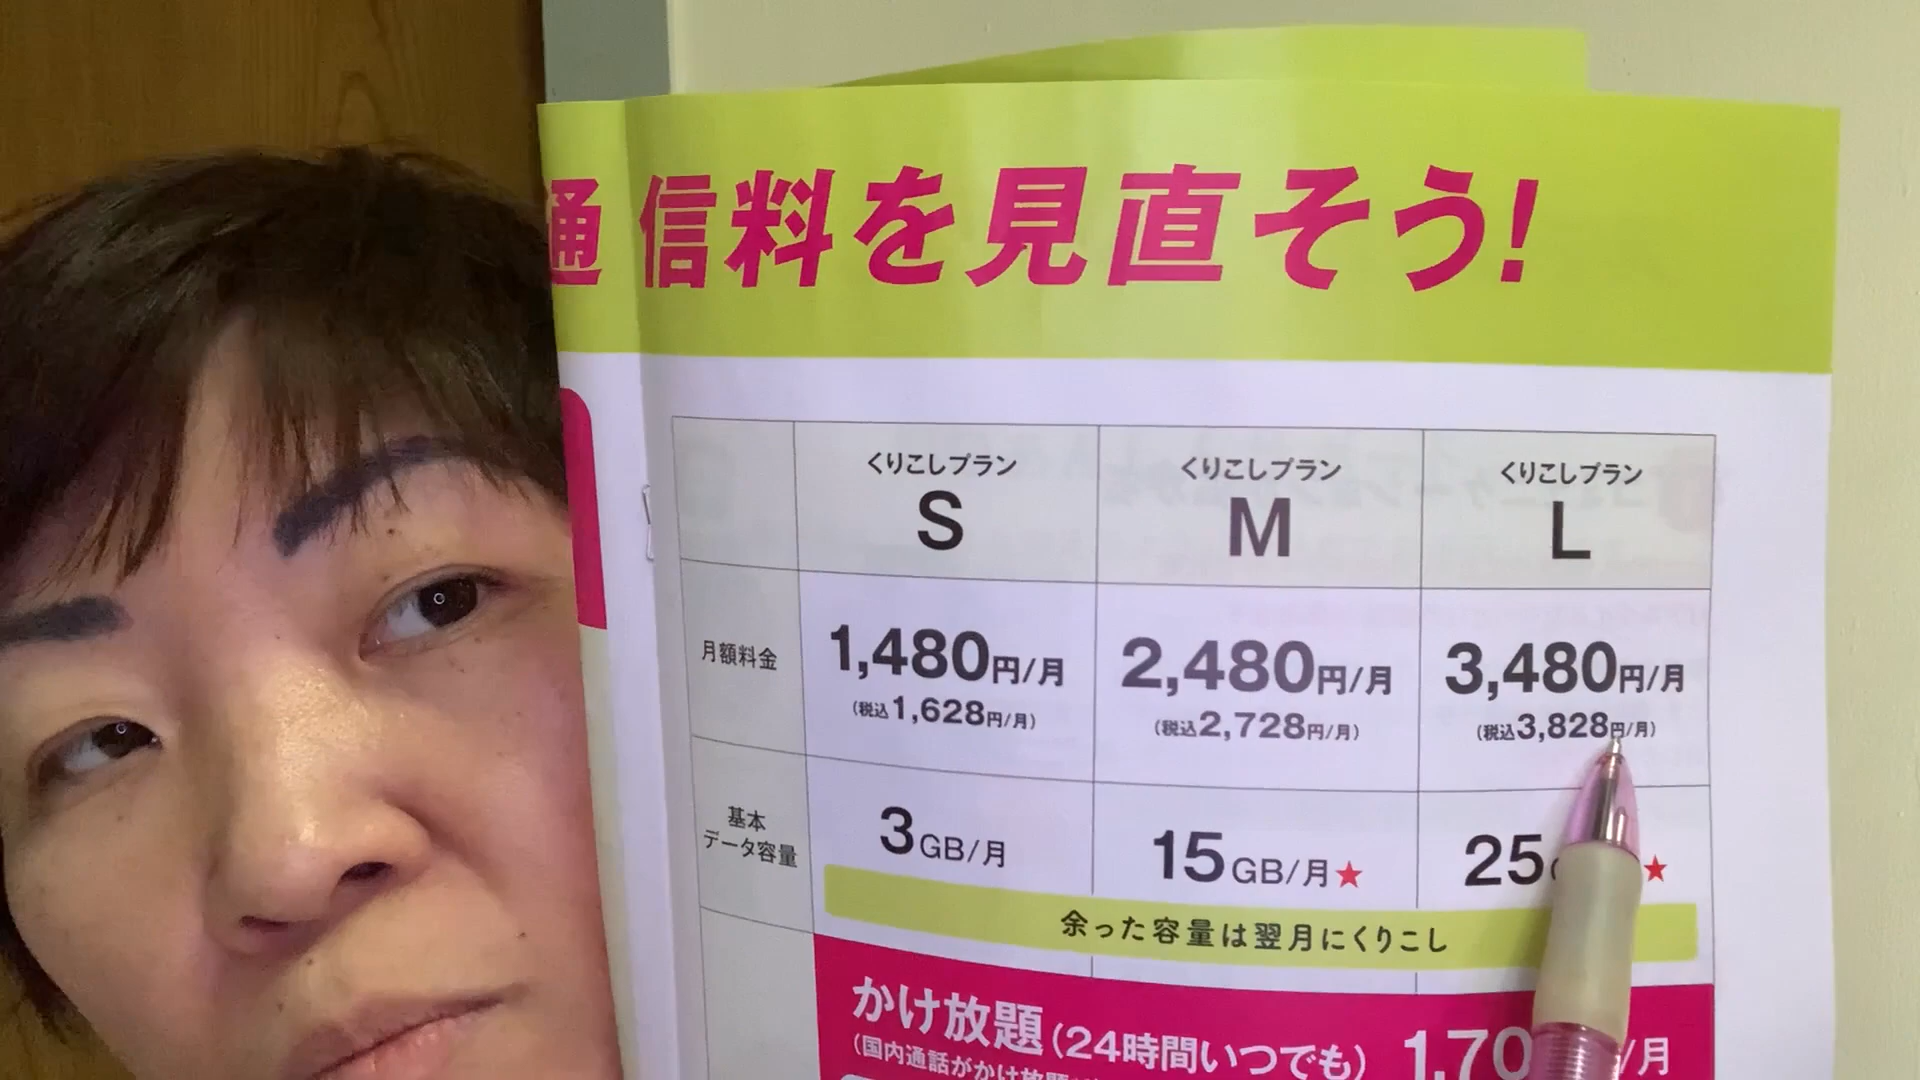 通信料を見直そう!
くりこしプラン くりこしプラン くりこしプラン
S M L
月額料金 1,480円/月 2,480円/月 3,480円/月
(税込1,628円/月) (税込2,728円/月) (税込3,828円/月)
基本
データ容量 3GB/月 15GB/月★ 25 ★
余った容量は翌月にくりこし
かけ放題(24時間いつでも) 1,70 /月
(国内通話がかけ放題